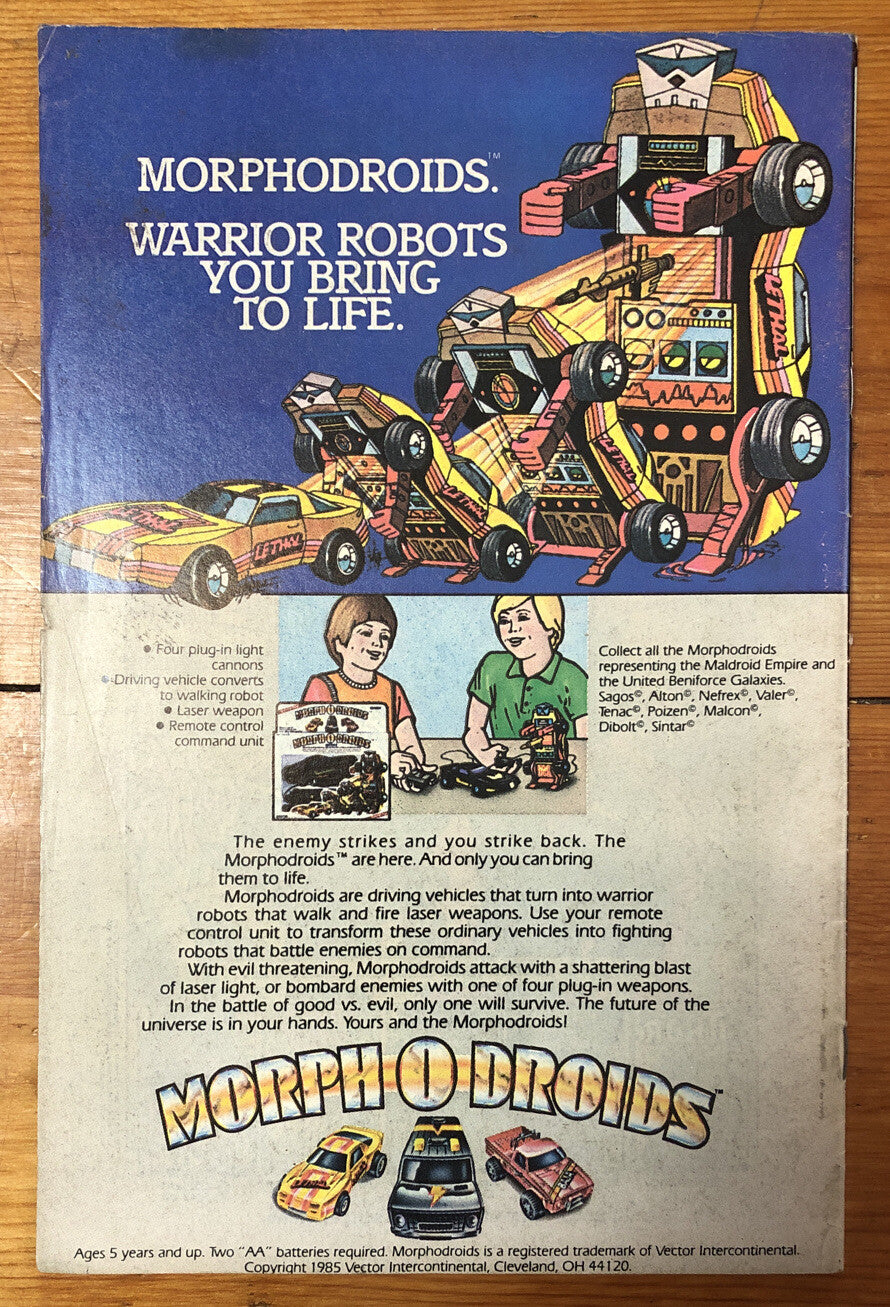 MORPHODROIDS.™
WARRIOR ROBOTS
YOU BRING
TO LIFE.
LETHAL
LETHAL
LETHAL
LETHAL
LETHAL
• Four plug-in light
cannons
• Driving vehicle converts
to walking robot
• Laser weapon
• Remote control
command unit
MORPH O DROIDS
MORPH O DROIDS
Collect all the Morphodroids
representing the Maldroid Empire and
the United Beniforce Galaxies.
Sagos©, Alton©, Nefrex©, Valer©,
Tenac©, Poizen©, Malcon©,
Dibolt©, Sintar©
The enemy strikes and you strike back. The
Morphodroids™ are here. And only you can bring
them to life.
Morphodroids are driving vehicles that turn into warrior
robots that walk and fire laser weapons. Use your remote
control unit to transform these ordinary vehicles into fighting
robots that battle enemies on command.
With evil threatening, Morphodroids attack with a shattering blast
of laser light, or bombard enemies with one of four plug-in weapons.
In the battle of good vs. evil, only one will survive. The future of the
universe is in your hands. Yours and the Morphodroids!
MORPH O DROIDS™
Ages 5 years and up. Two "AA" batteries required. Morphodroids is a registered trademark of Vector Intercontinental.
Copyright 1985 Vector Intercontinental, Cleveland, OH 44120.